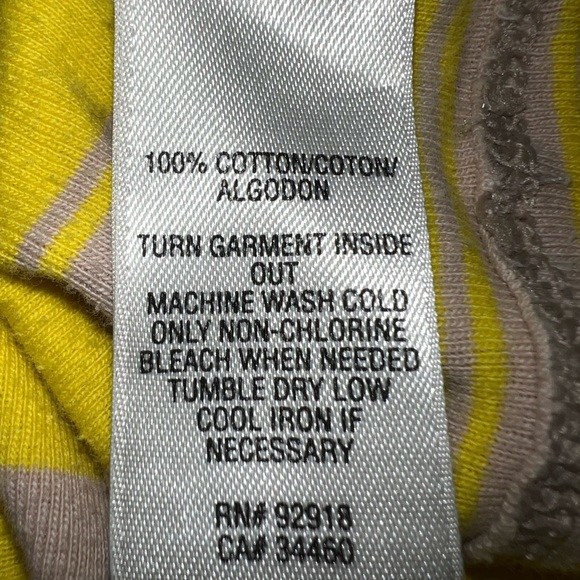 100% COTTON/COTON/
ALGODON
TURN GARMENT INSIDE
OUT
MACHINE WASH COLD
ONLY NON-CHLORINE
BLEACH WHEN NEEDED
TUMBLE DRY LOW
COOL IRON IF
NECESSARY
RN# 92918
CA# 34460